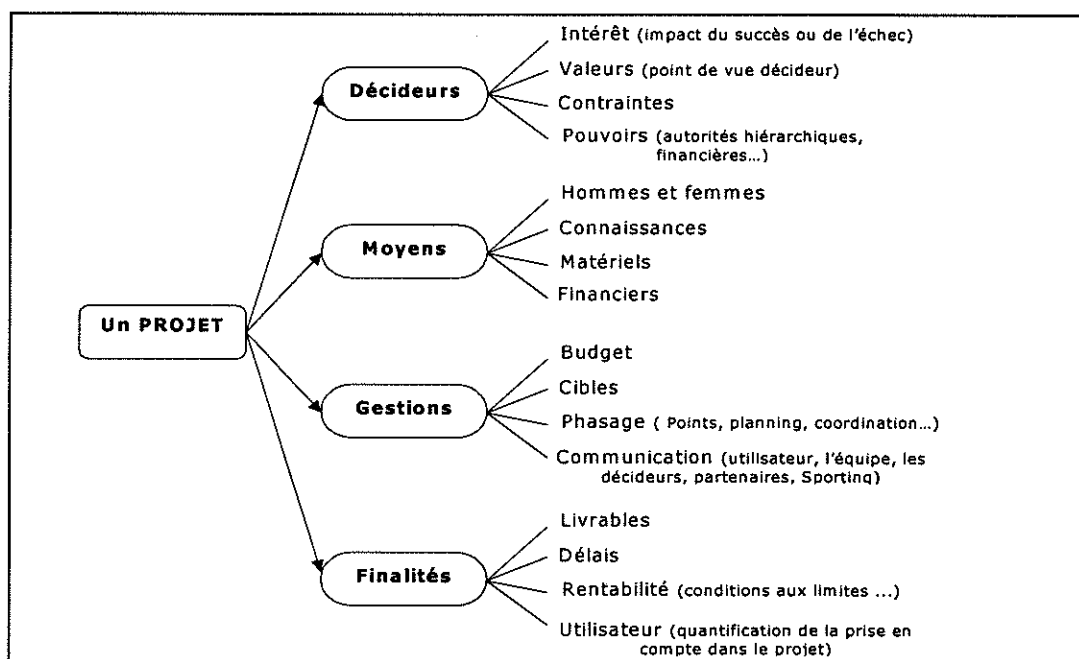 Intérêt (impact du succès ou de l'échec)
Valeurs (point de vue décideur)
Décideurs
Contraintes
Pouvoirs (autorités hiérarchiques,
financières...)
Hommes et femmes
Connaissances
Moyens
Matériels
Financiers
Un PROJET
Budget
Cibles
Gestions
Phasage ( Points, planning, coordination...)
Communication (utilisateur, l'équipe, les
décideurs, partenaires, Sporting)
Livrables
Délais
Finalités
Rentabilité (conditions aux limites ...)
Utilisateur (quantification de la prise en
compte dans le projet)